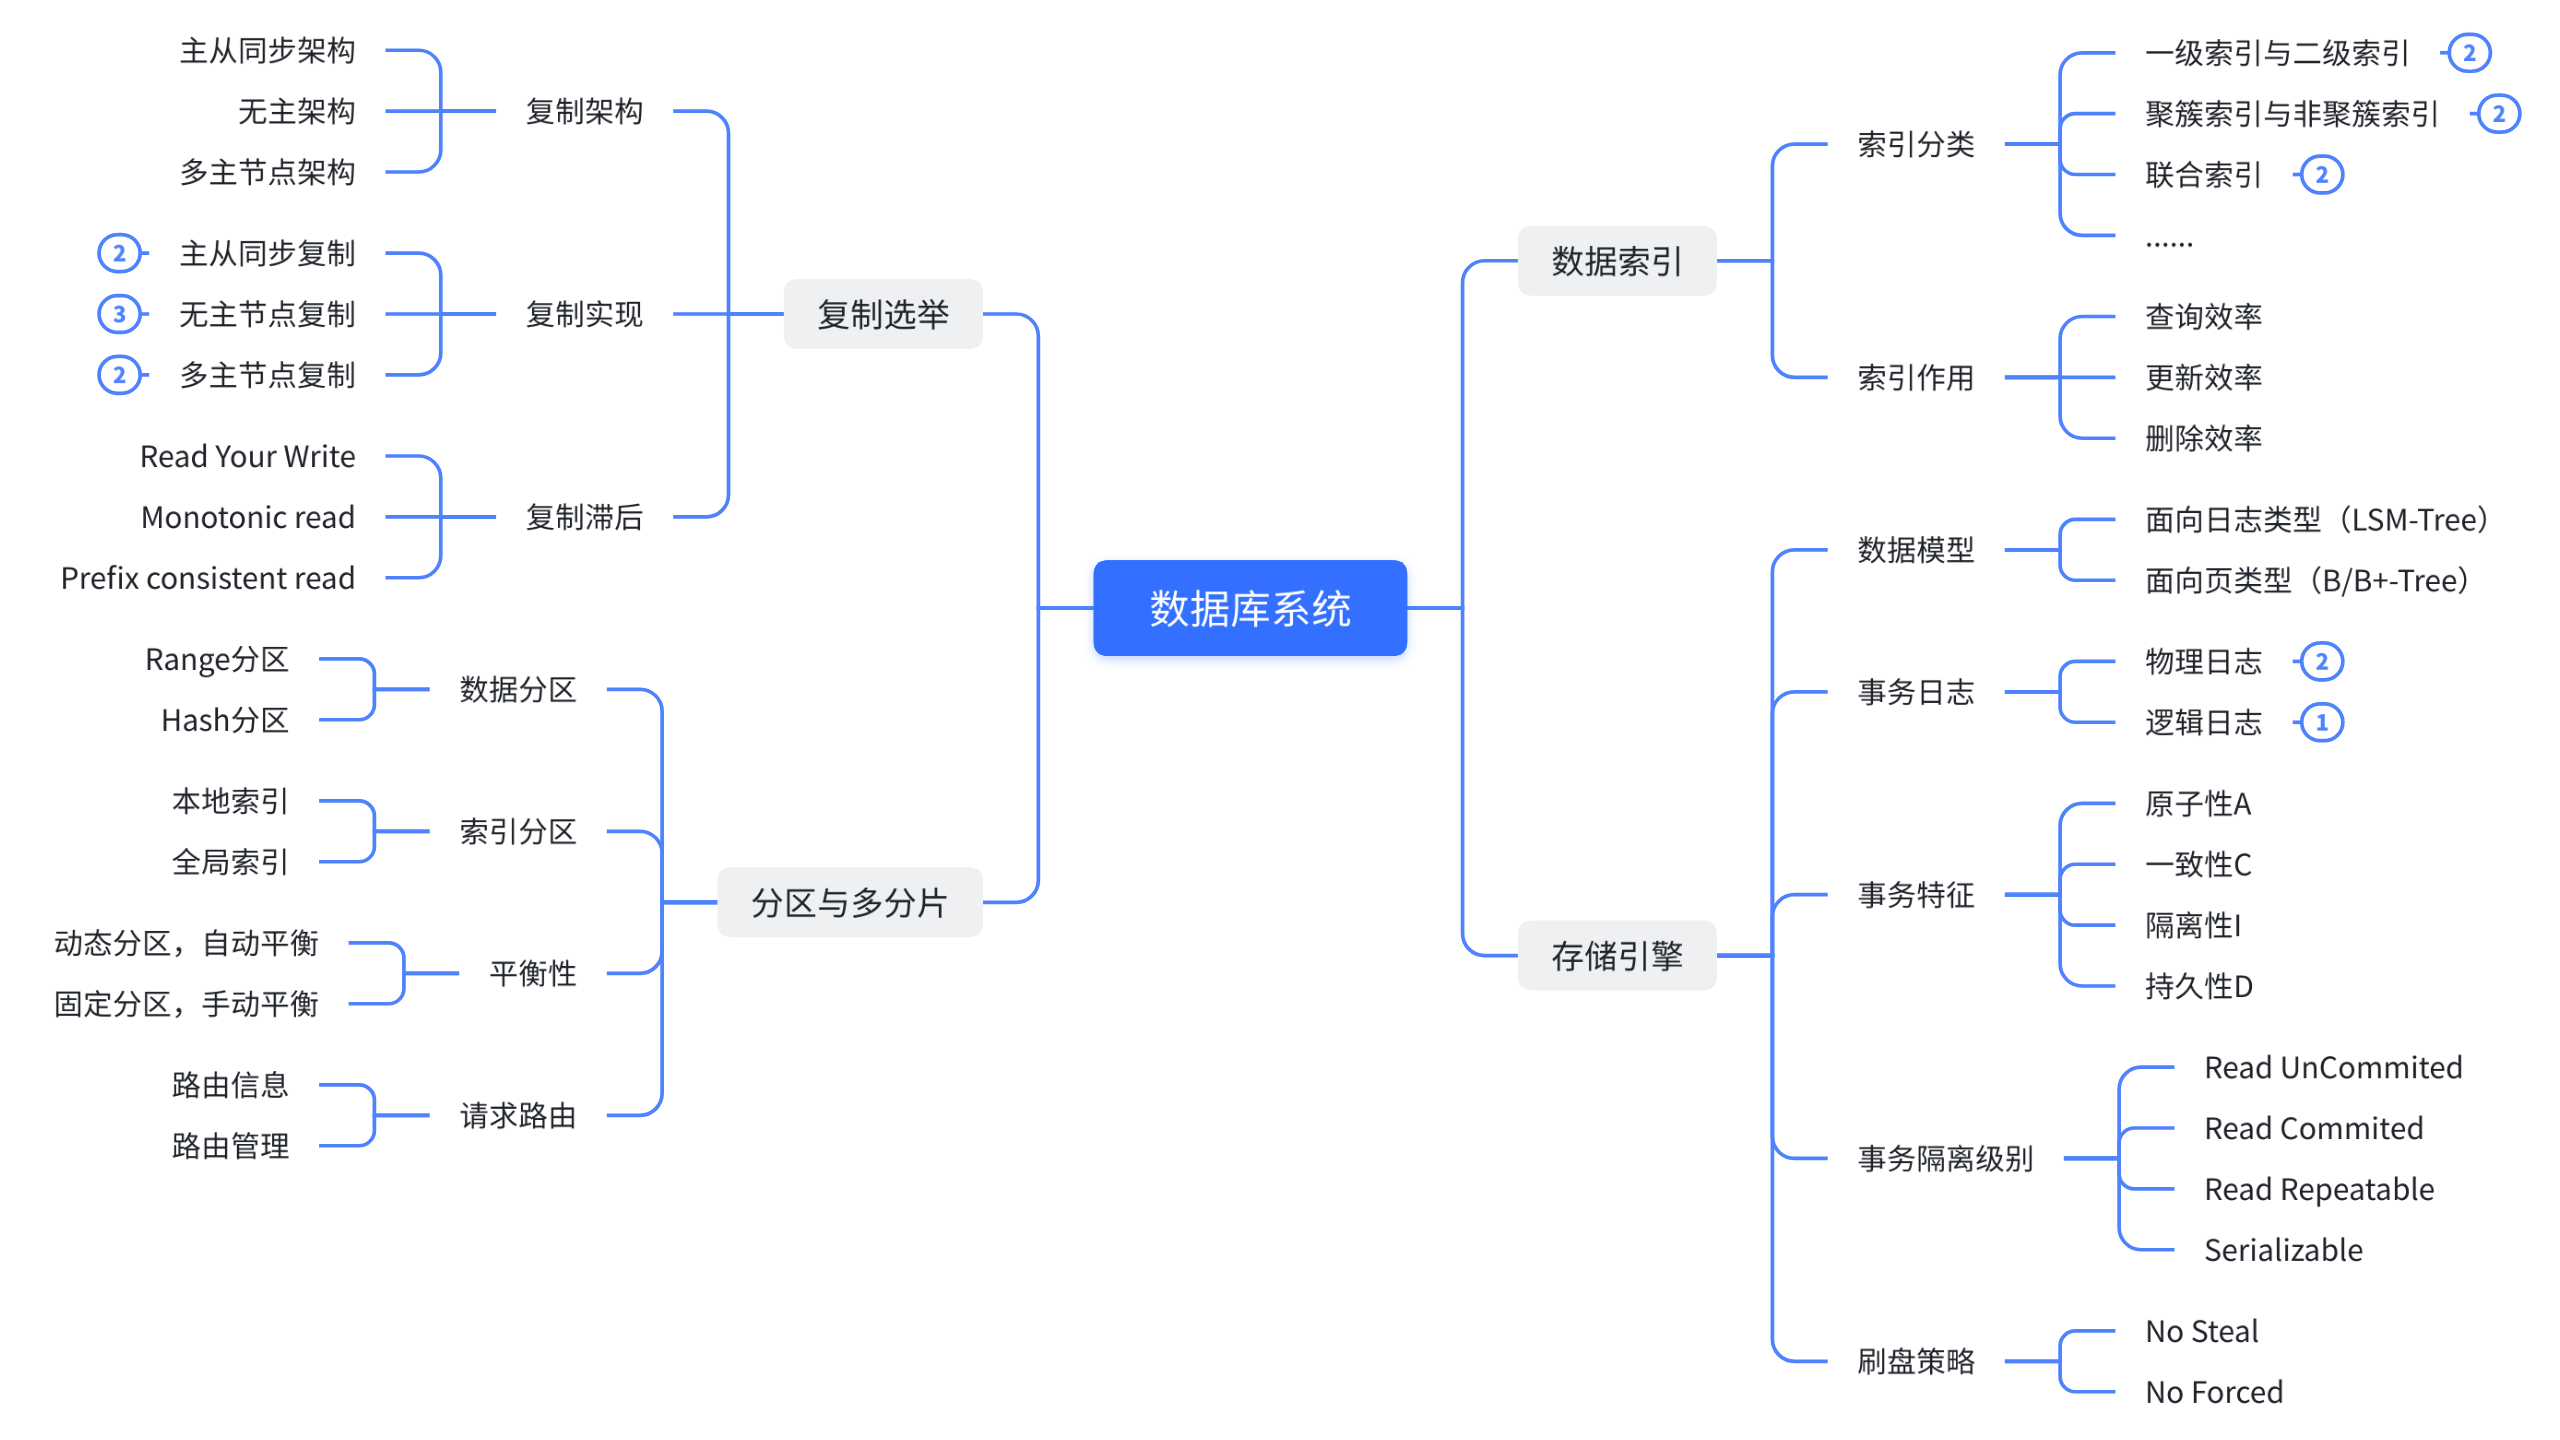 主从同步架构
无主架构
多主节点架构
复制架构
2
主从同步复制
3
无主节点复制
2
多主节点复制
复制实现
Read Your Write
Monotonic read
Prefix consistent read
复制滞后
复制选举
Range分区
Hash分区
数据分区
本地索引
全局索引
索引分区
动态分区，自动平衡
固定分区，手动平衡
平衡性
路由信息
路由管理
请求路由
分区与多分片
数据库系统
数据索引
索引分类
一级索引与二级索引
2
聚簇索引与非聚簇索引
2
联合索引
2
......
索引作用
查询效率
更新效率
删除效率
存储引擎
数据模型
面向日志类型（LSM-Tree）
面向页类型（B/B+-Tree）
事务日志
物理日志
2
逻辑日志
1
事务特征
原子性A
一致性C
隔离性I
持久性D
事务隔离级别
Read UnCommited
Read Commited
Read Repeatable
Serializable
刷盘策略
No Steal
No Forced